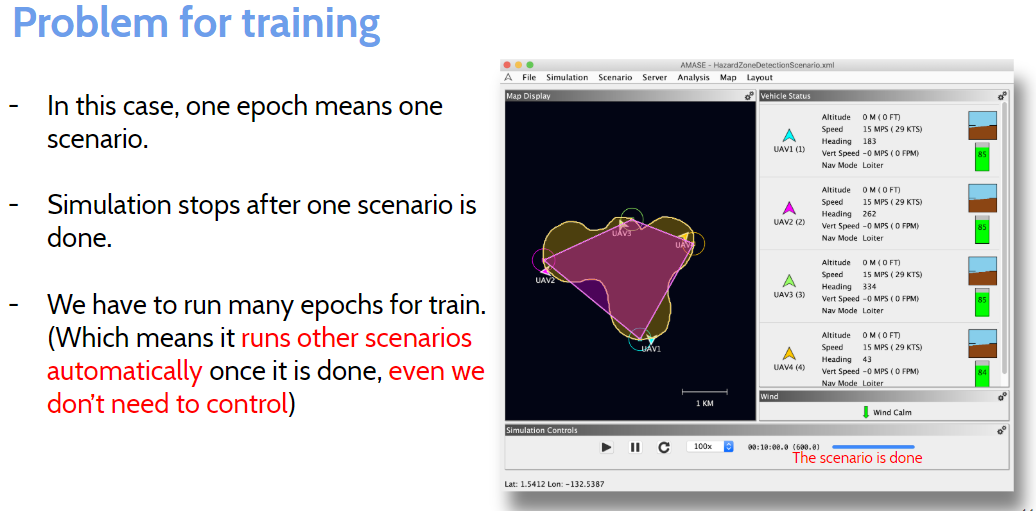 Problem for training
- In this case, one epoch means one
scenario.
- Simulation stops after one scenario is
done.
- We have to run many epochs for train.
(Which means it runs other scenarios
automatically once it is done, even we
don't need to control)
AMASE - HazardZoneDetectionScenario.xml
File Simulation Scenario Server Analysis Map Layout
Map Display
UAV3
UAV4
UAV2
UAV1
1 KM
Vehicle Status
Altitude 0 M ( 0 FT)
Speed 15 MPS ( 29 KTS)
Heading 183
Vert Speed -0 MPS ( 0 FPM)
Nav Mode Loiter
UAV1 (1)
85
Altitude 0 M ( 0 FT)
Speed 15 MPS ( 29 KTS)
Heading 262
Vert Speed -0 MPS ( 0 FPM)
Nav Mode Loiter
UAV2 (2)
85
Altitude 0 M ( 0 FT)
Speed 15 MPS ( 29 KTS)
Heading 334
Vert Speed -0 MPS ( 0 FPM)
Nav Mode Loiter
UAV3 (3)
85
Altitude 0 M ( 0 FT)
Speed 15 MPS ( 29 KTS)
Heading 43
Vert Speed -0 MPS ( 0 FPM)
Nav Mode Loiter
UAV4 (4)
84
Wind
Wind Calm
Simulation Controls
100x 00:10:00.0 (600.0)
The scenario is done
Lat: 1.5412 Lon: -132.5387